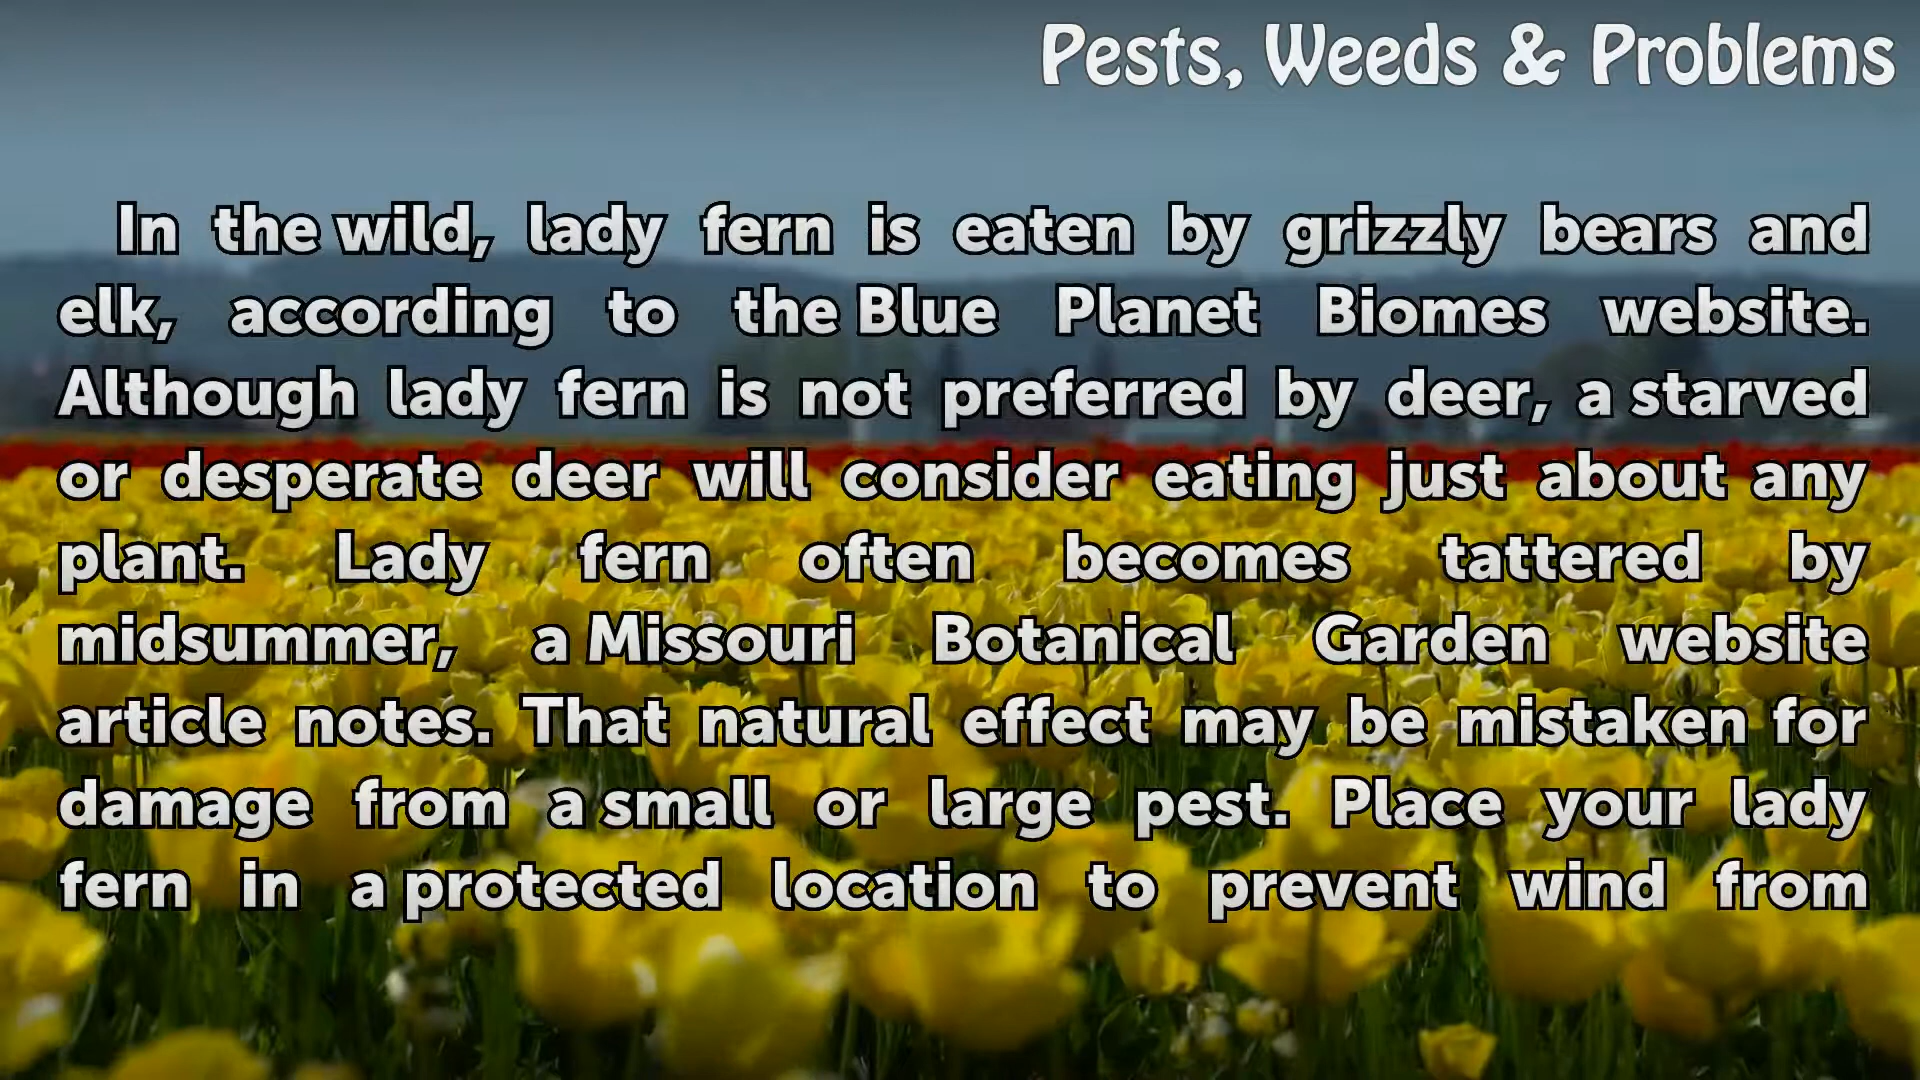 Pests, Weeds & Problems
In the wild, lady fern is eaten by grizzly bears and
elk, according to the Blue Planet Biomes website.
Although lady fern is not preferred by deer, a starved
or desperate deer will consider eating just about any
plant. Lady fern often becomes tattered by
midsummer, a Missouri Botanical Garden website
article notes. That natural effect may be mistaken for
damage from a small or large pest. Place your lady
fern in a protected location to prevent wind from